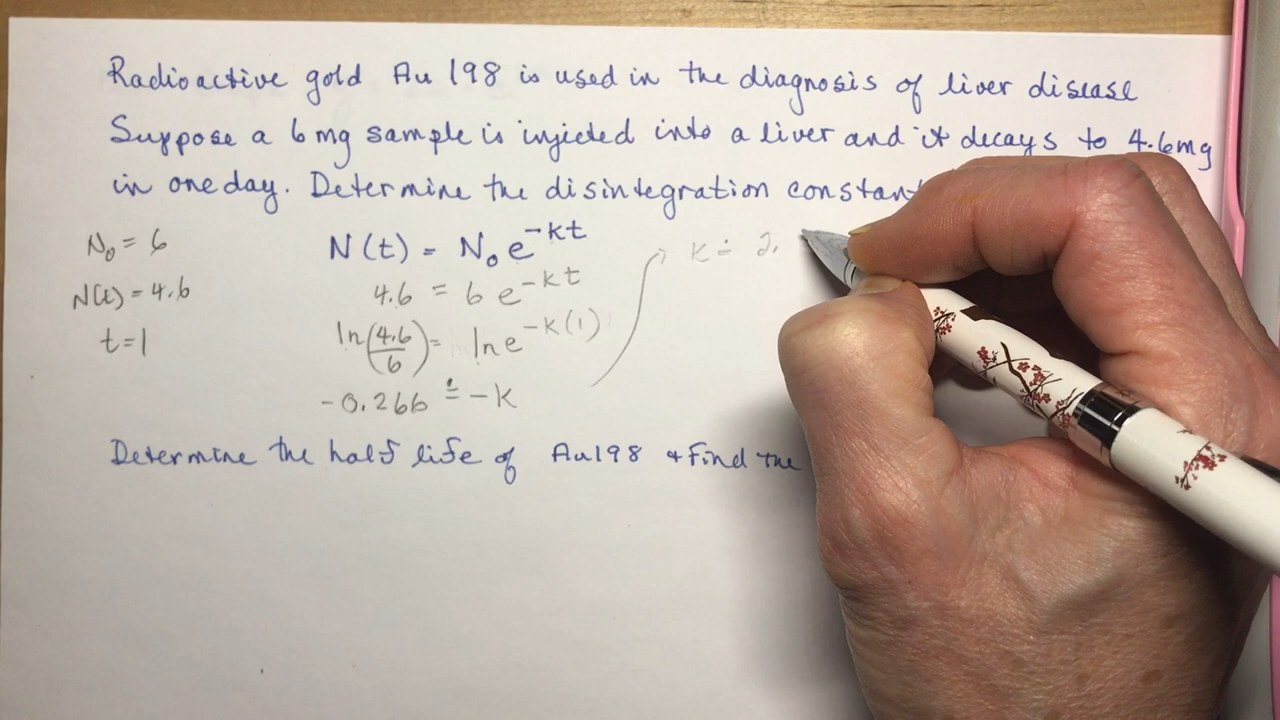 Radioactive gold Au 198 is used in the diagnosis of liver disease
Suppose a 6 mg sample is injected into a liver and it decays to 4.6mg
in one day. Determine the disintegration constant
N₀ = 6
N(t) = 4.6
t=1
N(t) = N₀e^-kt
4.6 = 6 e^-kt
ln(4.6/6) = ln e^-k(1)
-0.266 ≐ -k
k ≐ 2.
Determine the half life of Au198 & find the